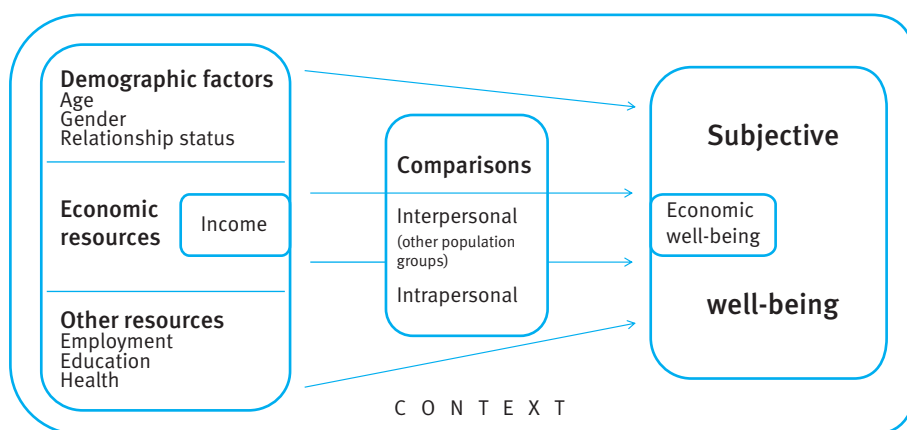 Demographic factors
Age
Gender
Relationship status
Economic
resources
Income
Other resources
Employment
Education
Health
Comparisons
Interpersonal
(other population
groups)
Intrapersonal
Subjective
Economic
well-being
well-being
CONTEXT